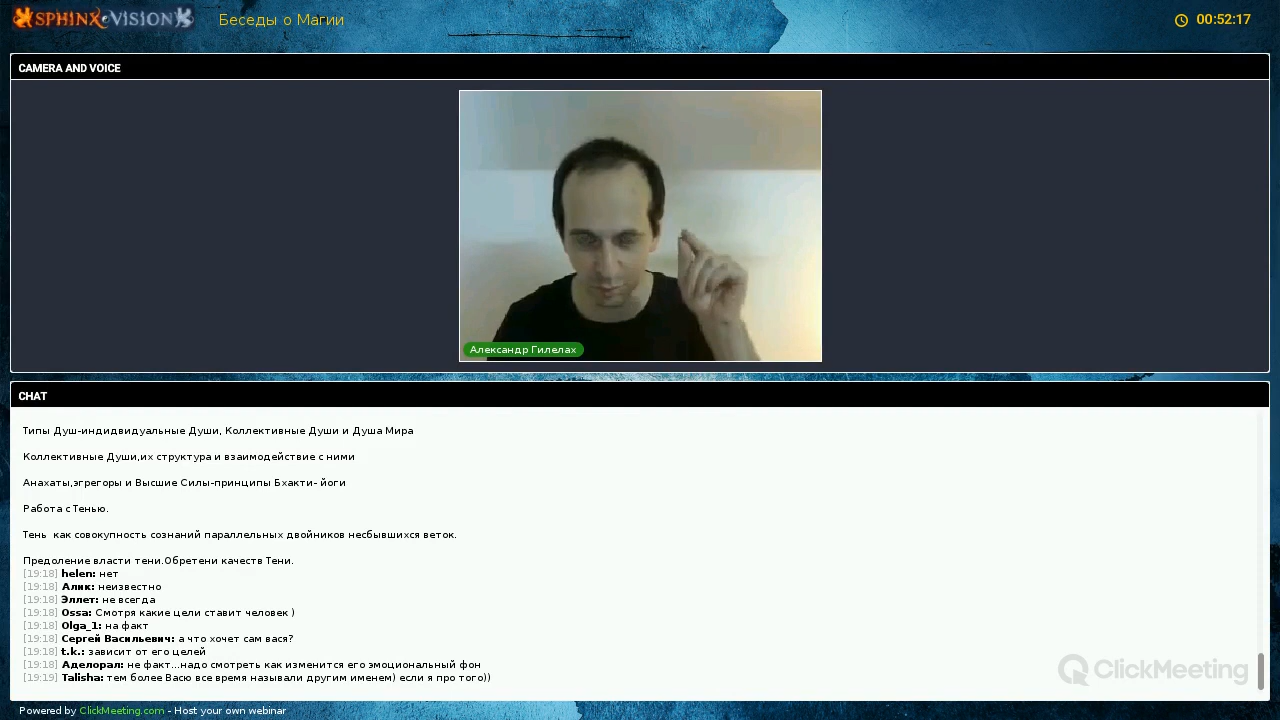 SPHINX VISION
Беседы о Магии
00:52:17
CAMERA AND VOICE
Александр Гилелах
CHAT
Типы Душ-индидвидуальные Души, Коллективные Души и Душа Мира
Коллективные Души,их структура и взаимодействие с ними
Анахаты,эгрегоры и Высшие Силы-принципы Бхакти- йоги
Работа с Тенью.
Тень  как совокупность сознаний параллельных двойников несбывшихся веток.
Предоление власти тени.Обретени качеств Тени.
[19:18] helen: нет
[19:18] Алик: неизвестно
[19:18] Эллет: не всегда
[19:18] Ossa: Смотря какие цели ставит человек )
[19:18] Olga_1: на факт
[19:18] Сергей Васильевич: а что хочет сам вася?
[19:18] t.k.: зависит от его целей
[19:18] Аделорал: не факт...надо смотреть как изменится его эмоциональный фон
[19:19] Talisha: тем более Васю все время называли другим именем) если я про того))
ClickMeeting
Powered by ClickMeeting.com - Host your own webinar